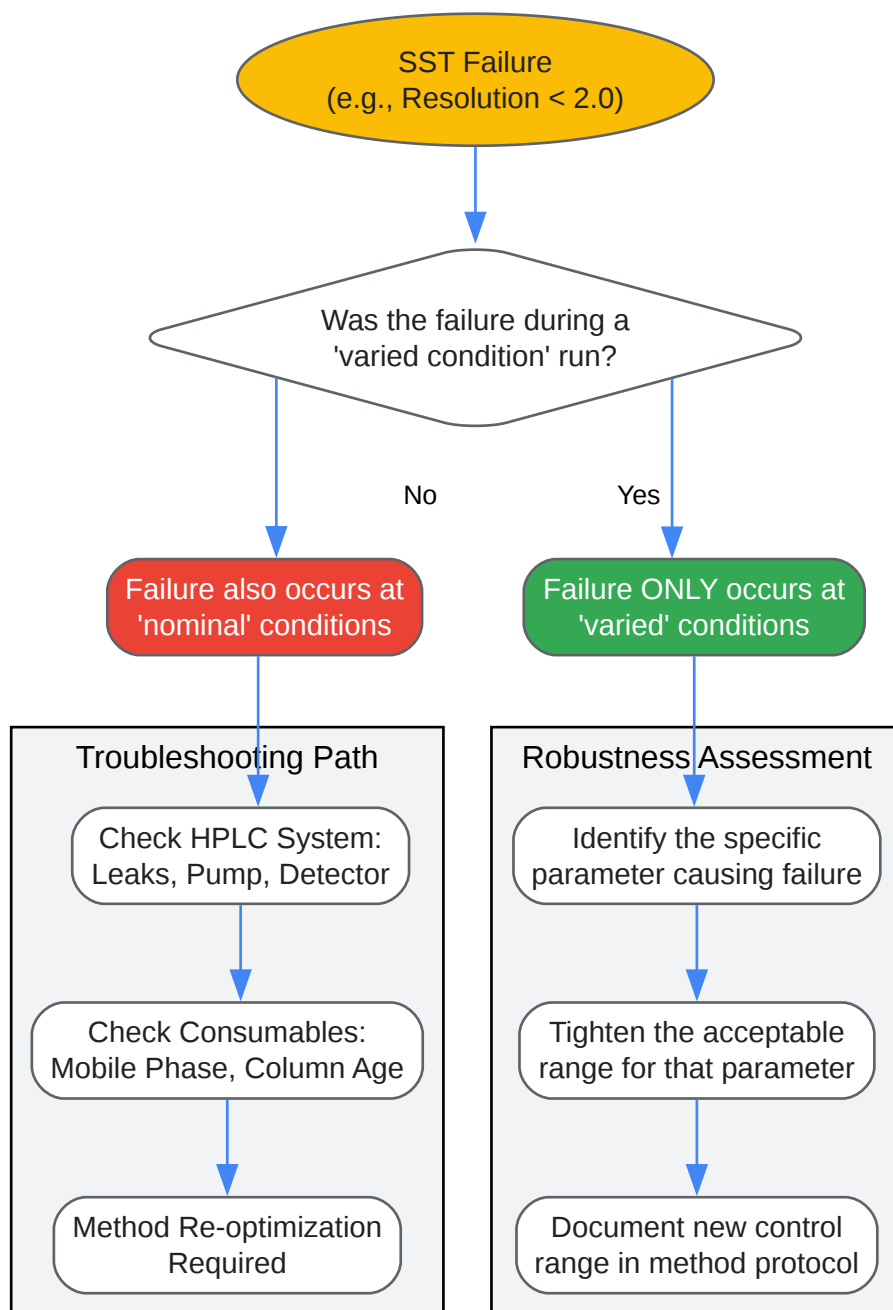 SST Failure
(e.g., Resolution < 2.0)
Was the failure during a
'varied condition' run?
No
Yes
Failure also occurs at
'nominal' conditions
Failure ONLY occurs at
'varied' conditions
Troubleshooting Path
Check HPLC System:
Leaks, Pump, Detector
Check Consumables:
Mobile Phase, Column Age
Method Re-optimization
Required
Robustness Assessment
Identify the specific
parameter causing failure
Tighten the acceptable
range for that parameter
Document new control
range in method protocol